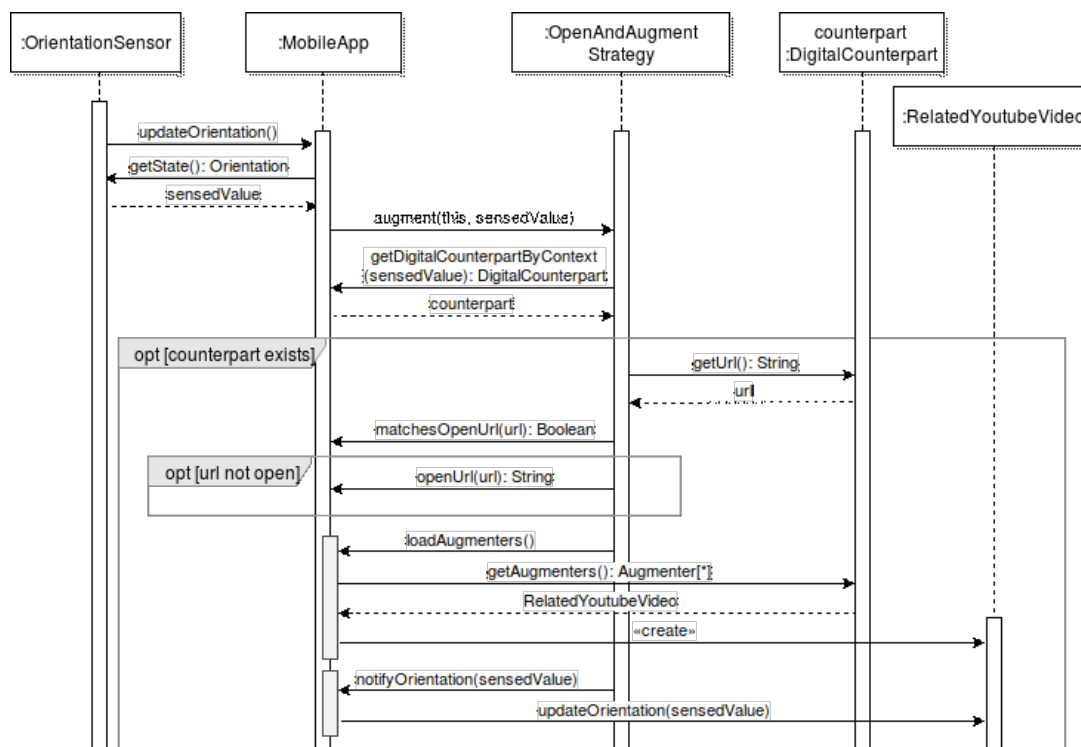 :OrientationSensor
:MobileApp
:OpenAndAugment
Strategy
counterpart
:DigitalCounterpart
:RelatedYoutubeVideo
updateOrientation()
getState(): Orientation
sensedValue
augment(this, sensedValue)
getDigitalCounterpartByContext
(sensedValue): DigitalCounterpart
counterpart
opt [counterpart exists]
getUrl(): String
url
matchesOpenUrl(url): Boolean
opt [url not open]
openUrl(url): String
loadAugmenters()
getAugmenters(): Augmenter[*]
RelatedYoutubeVideo
«create»
notifyOrientation(sensedValue)
updateOrientation(sensedValue)